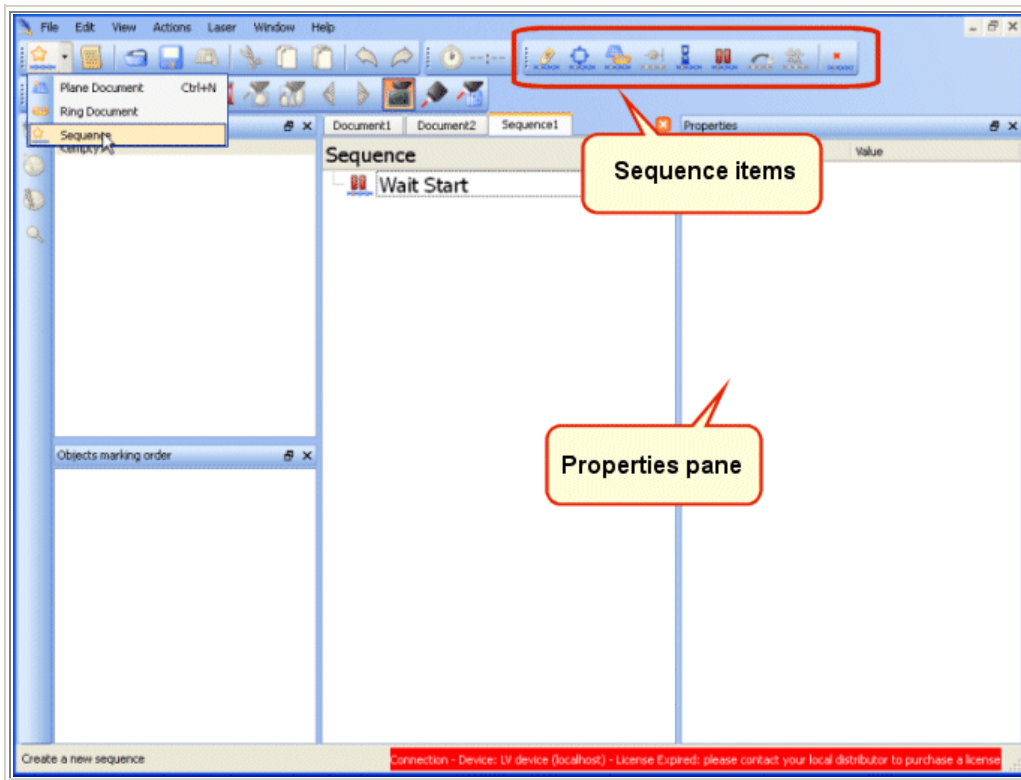 File Edit View Actions Laser Window Help
--:--
Plane Document Ctrl+N
Ring Document
Sequence
Document1 Document2 Sequence1
Properties
Value
Sequence
Wait Start
Sequence items
Properties pane
Objects marking order
Create a new sequence
Connection - Device: LV device (localhost) - License Expired: please contact your local distributor to purchase a license